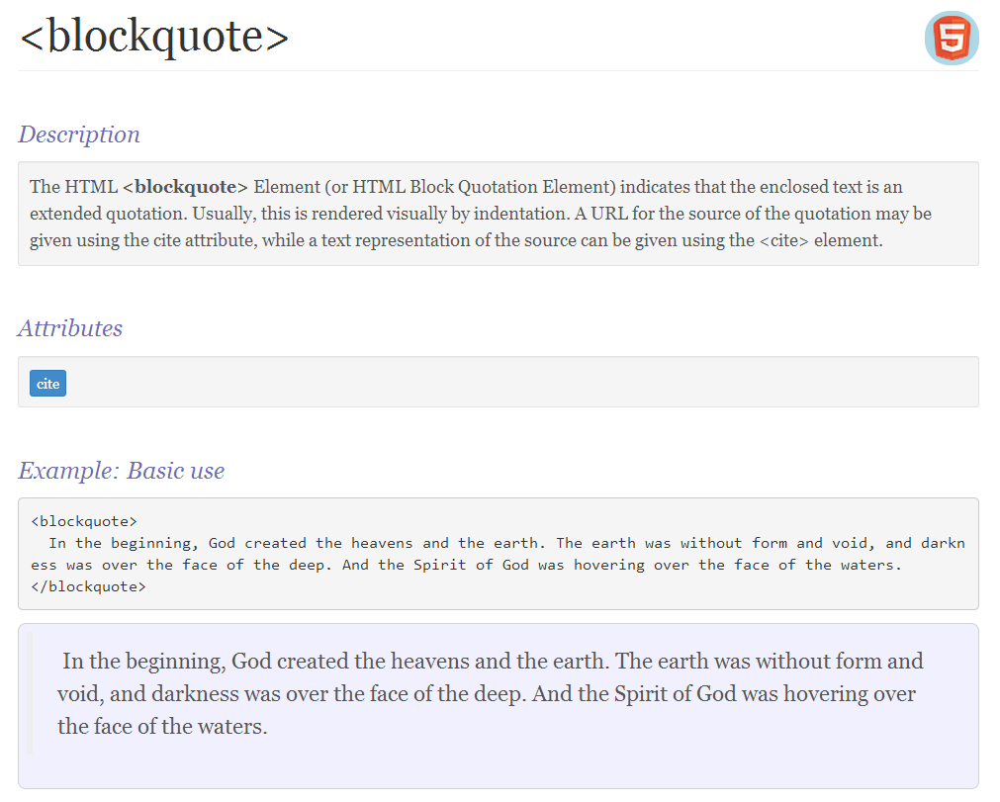 <blockquote>
5
Description
The HTML <blockquote> Element (or HTML Block Quotation Element) indicates that the enclosed text is an
extended quotation. Usually, this is rendered visually by indentation. A URL for the source of the quotation may be
given using the cite attribute, while a text representation of the source can be given using the <cite> element.
Attributes
cite
Example: Basic use
<blockquote>
  In the beginning, God created the heavens and the earth. The earth was without form and void, and darkn
ess was over the face of the deep. And the Spirit of God was hovering over the face of the waters.
</blockquote>
In the beginning, God created the heavens and the earth. The earth was without form and
void, and darkness was over the face of the deep. And the Spirit of God was hovering over
the face of the waters.